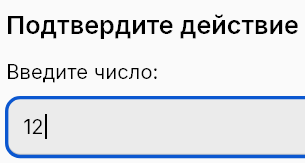 Подтвердите действие
Введите число:
12